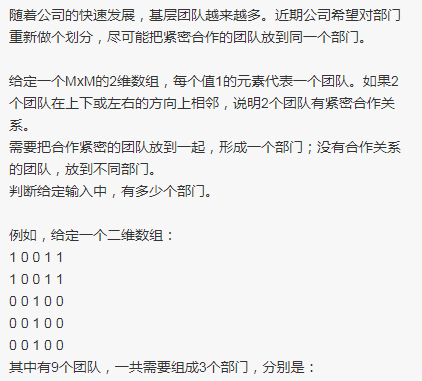 随着公司的快速发展，基层团队越来越多。近期公司希望对部门
重新做个划分，尽可能把紧密合作的团队放到同一个部门。
给定一个MxM的2维数组，每个值1的元素代表一个团队。如果2
个团队在上下或左右的方向上相邻，说明2个团队有紧密合作关
系。
需要把合作紧密的团队放到一起，形成一个部门；没有合作关系
的团队，放到不同部门。
判断给定输入中，有多少个部门。
例如，给定一个二维数组：
1 0 0 1 1
1 0 0 1 1
0 0 1 0 0
0 0 1 0 0
0 0 1 0 0
其中有9个团队，一共需要组成3个部门，分别是：